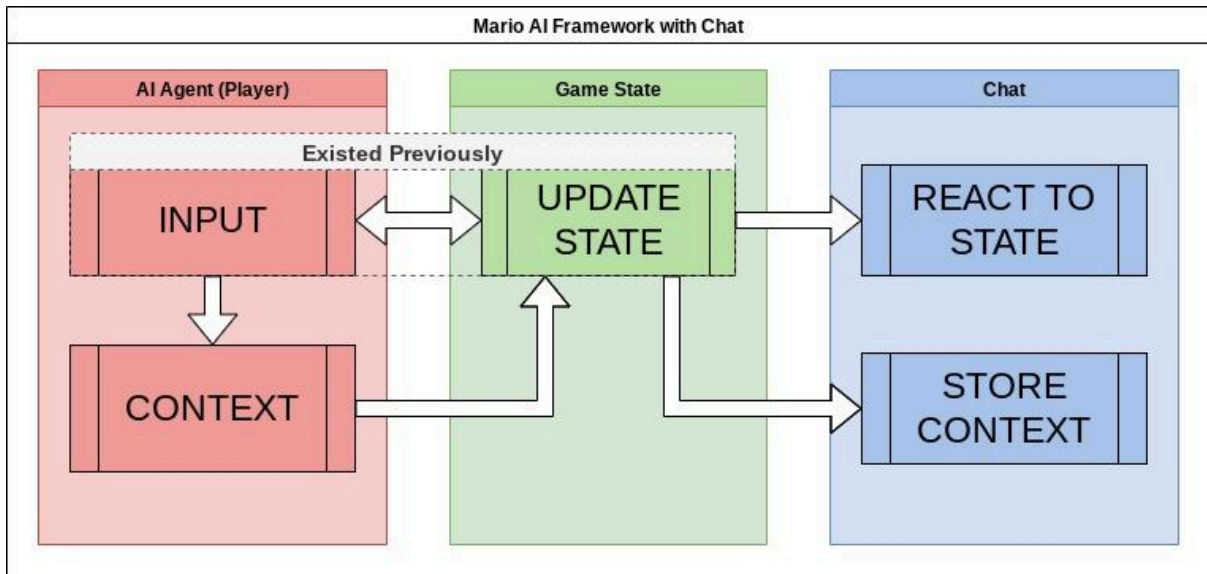 Mario AI Framework with Chat
AI Agent (Player)
Game State
Chat
Existed Previously
INPUT
UPDATE
STATE
REACT TO
STATE
CONTEXT
STORE
CONTEXT